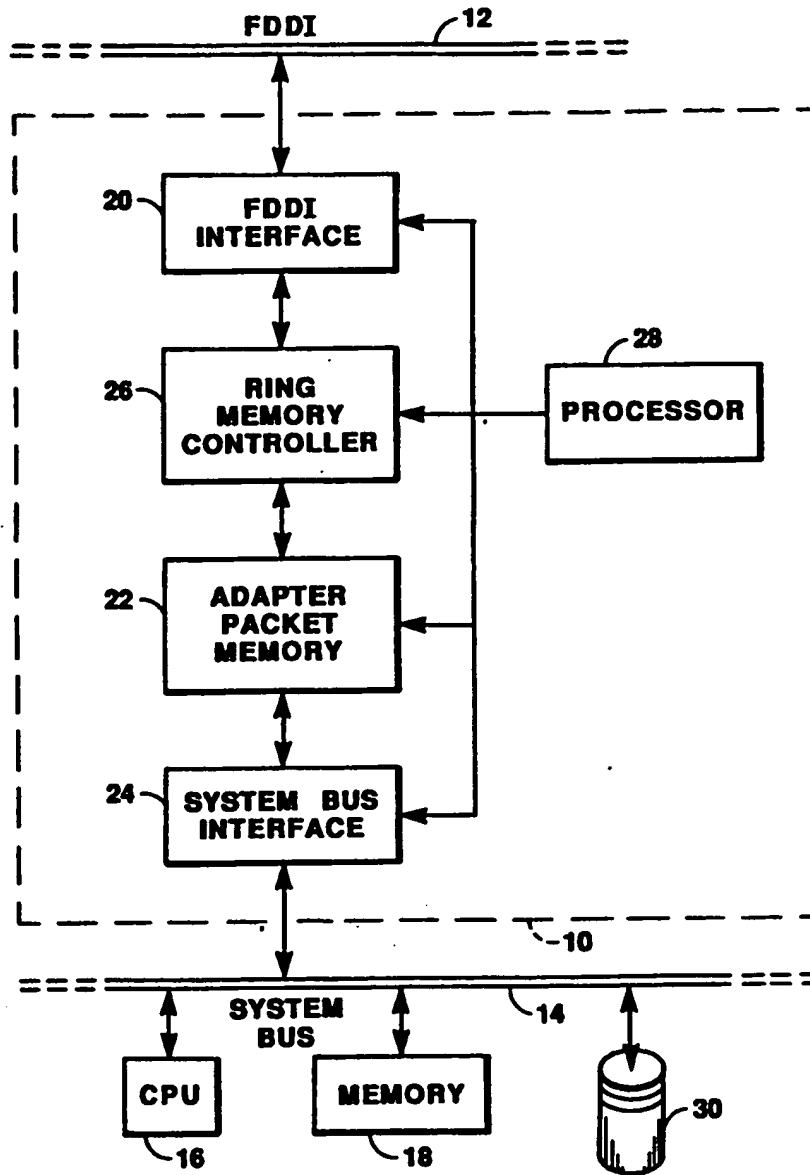 FDDI
12
20
FDDI
INTERFACE
28
26
RING
MEMORY
CONTROLLER
PROCESSOR
22
ADAPTER
PACKET
MEMORY
24
SYSTEM BUS
INTERFACE
10
SYSTEM
BUS
14
CPU
MEMORY
30
16
18